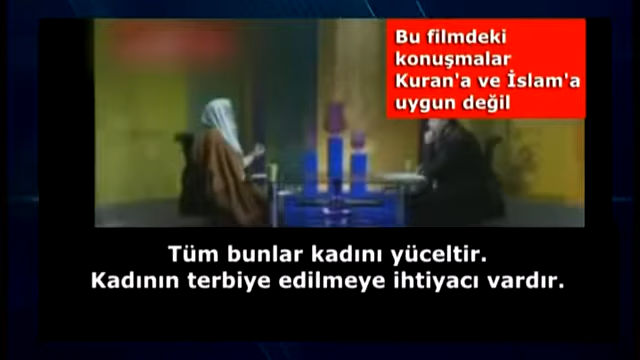 Bu filmdeki
konuşmalar
Kuran'a ve İslam'a
uygun değil
Tüm bunlar kadını yüceltir.
Kadının terbiye edilmeye ihtiyacı vardır.